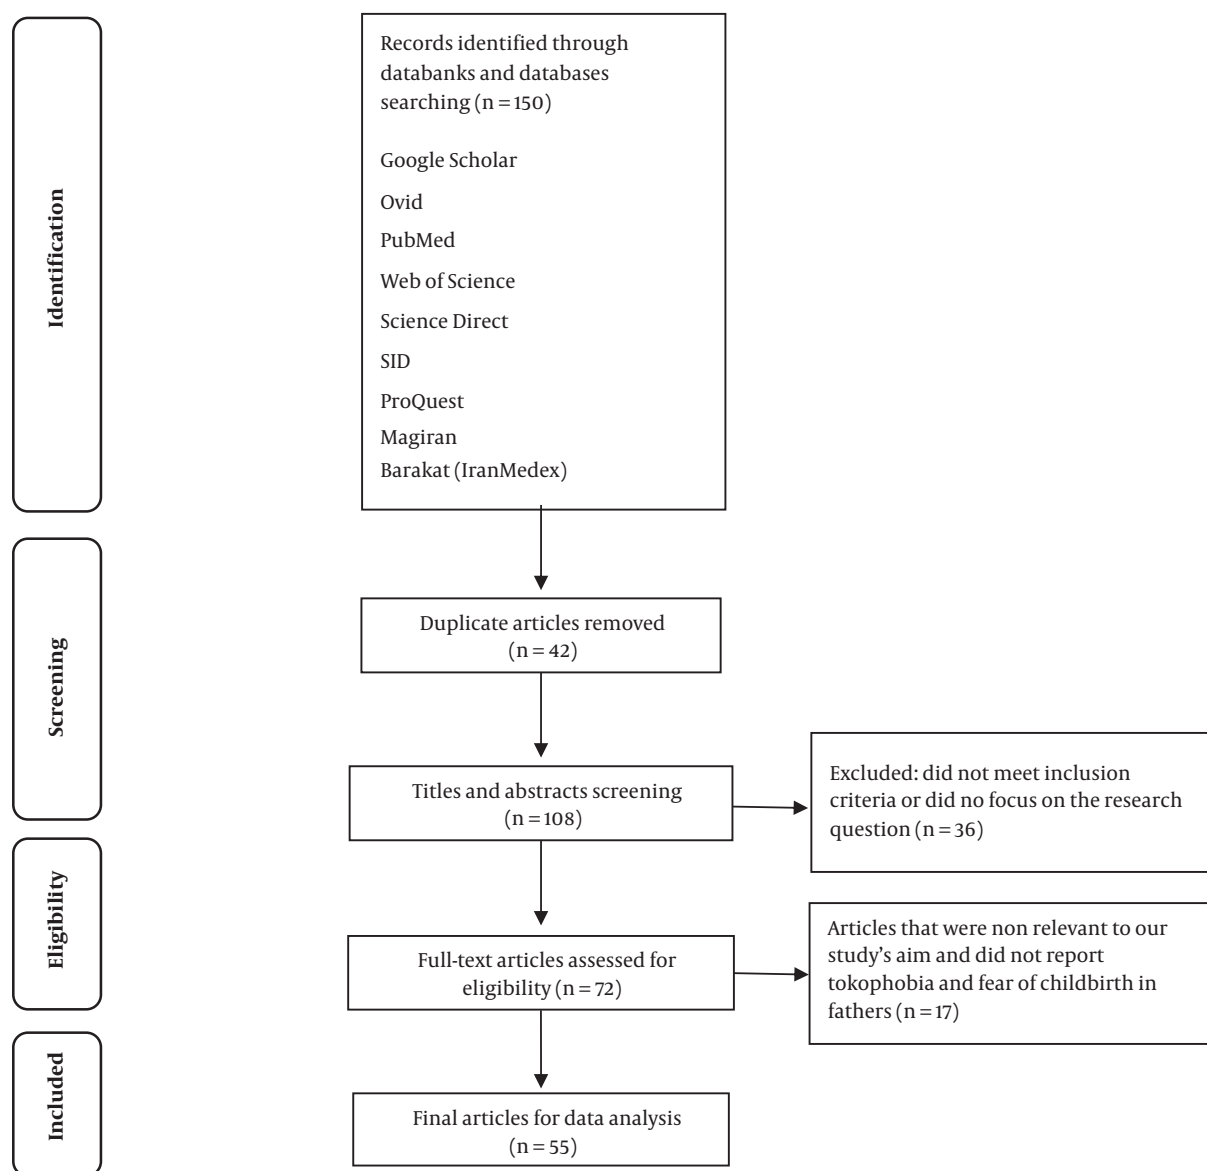 Identification
Records identified through
databanks and databases
searching (n = 150)
Google Scholar
Ovid
PubMed
Web of Science
Science Direct
SID
ProQuest
Magiran
Barakat (IranMedex)
Screening
Duplicate articles removed
(n = 42)
Titles and abstracts screening
(n = 108)
Excluded: did not meet inclusion
criteria or did no focus on the research
question (n = 36)
Eligibility
Full-text articles assessed for
eligibility (n = 72)
Articles that were non relevant to our
study's aim and did not report
tokophobia and fear of childbirth in
fathers (n = 17)
Included
Final articles for data analysis
(n = 55)